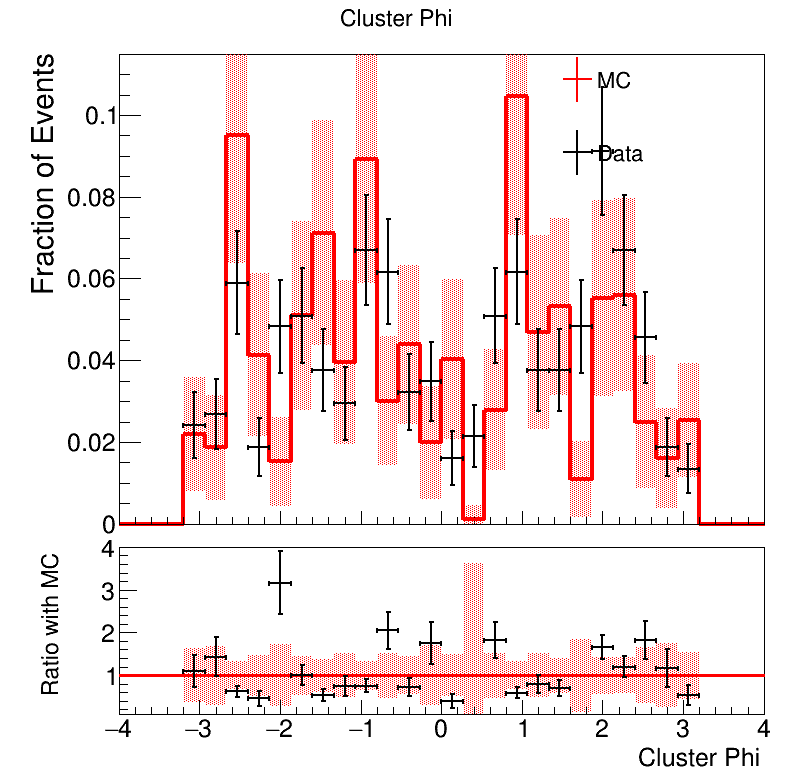 Cluster Phi
Fraction of Events
0.1
0.08
0.06
0.04
0.02
0
MC
Data
Ratio with MC
4
3
2
1
−4 −3 −2 −1 0 1 2 3 4
Cluster Phi